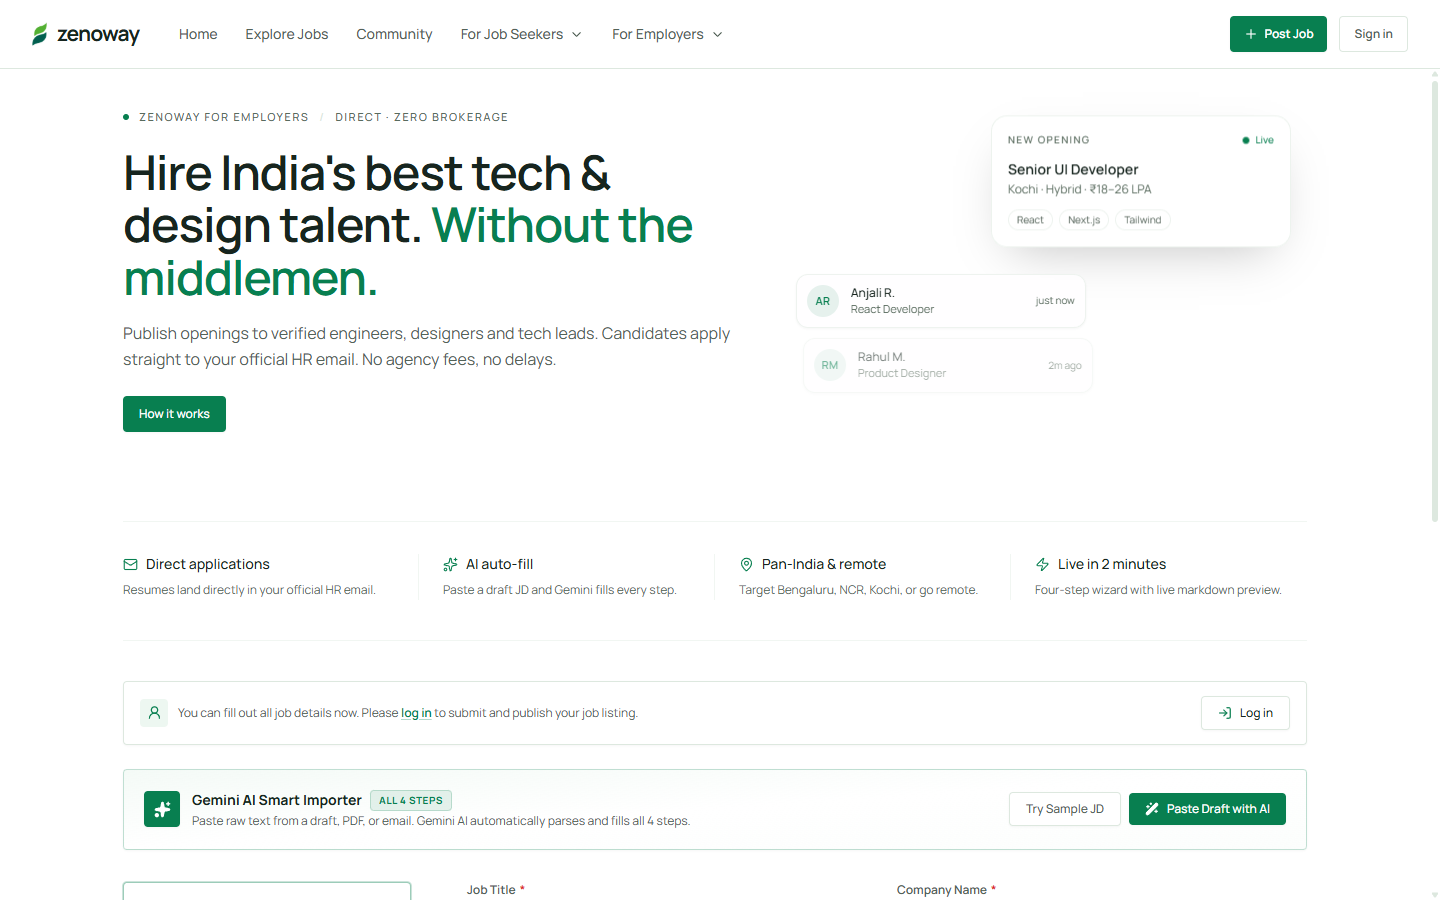 zenoway
Home
Explore Jobs
Community
For Job Seekers
For Employers
+ Post Job
Sign in
ZENOWAY FOR EMPLOYERS / DIRECT · ZERO BROKERAGE
Hire India's best tech &
design talent. Without the
middlemen.
Publish openings to verified engineers, designers and tech leads. Candidates apply
straight to your official HR email. No agency fees, no delays.
How it works
NEW OPENING
Live
Senior UI Developer
Kochi · Hybrid · ₹18–26 LPA
React
Next.js
Tailwind
AR
Anjali R.
React Developer
just now
RM
Rahul M.
Product Designer
2m ago
Direct applications
Resumes land directly in your official HR email.
AI auto-fill
Paste a draft JD and Gemini fills every step.
Pan-India & remote
Target Bengaluru, NCR, Kochi, or go remote.
Live in 2 minutes
Four-step wizard with live markdown preview.
You can fill out all job details now. Please log in to submit and publish your job listing.
Log in
Gemini AI Smart Importer
ALL 4 STEPS
Paste raw text from a draft, PDF, or email. Gemini AI automatically parses and fills all 4 steps.
Try Sample JD
Paste Draft with AI
Job Title *
Company Name *